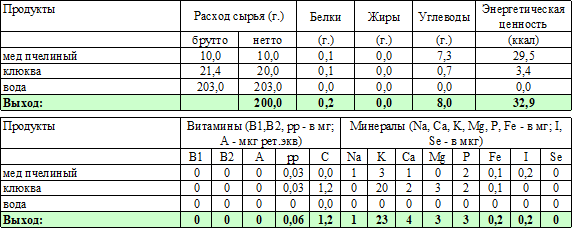 Продукты Расход сырья (г.) Белки Жиры Углеводы Энергетическая ценность
брутто нетто (г.) (г.) (г.) (ккал)
мед пчелиный 10,0 10,0 0,1 0,0 7,3 29,5
клюква 21,4 20,0 0,1 0,0 0,7 3,4
вода 203,0 203,0 0,0 0,0 0,0 0,0
Выход: 200,0 0,2 0,0 8,0 32,9
Продукты Витамины (В1,В2, рр - в мг; А - мкг рет.экв) Минералы (Na, Ca, K, Mg, P, Fe - в мг; I, Se - в мкг)
В1 В2 А рр С Na K Ca Mg P Fe I Se
мед пчелиный 0 0 0 0,03 0,0 1 3 1 0 2 0,1 0,2 0
клюква 0 0 0 0,03 1,2 0 20 2 3 2 0,1 0 0
вода 0 0 0 0 0,0 0 0 0 0 0 0 0 0
Выход: 0 0 0 0,06 1,2 1 23 4 3 3 0,2 0,2 0